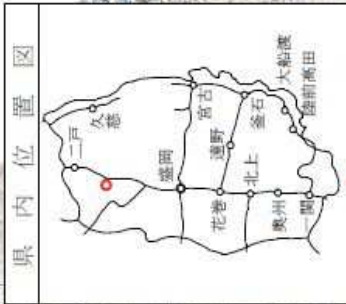 県内位置図
二戸
久慈
盛岡
宮古
花巻
遠野
釜石
北上
大船渡
奥州
陸前高田
一関